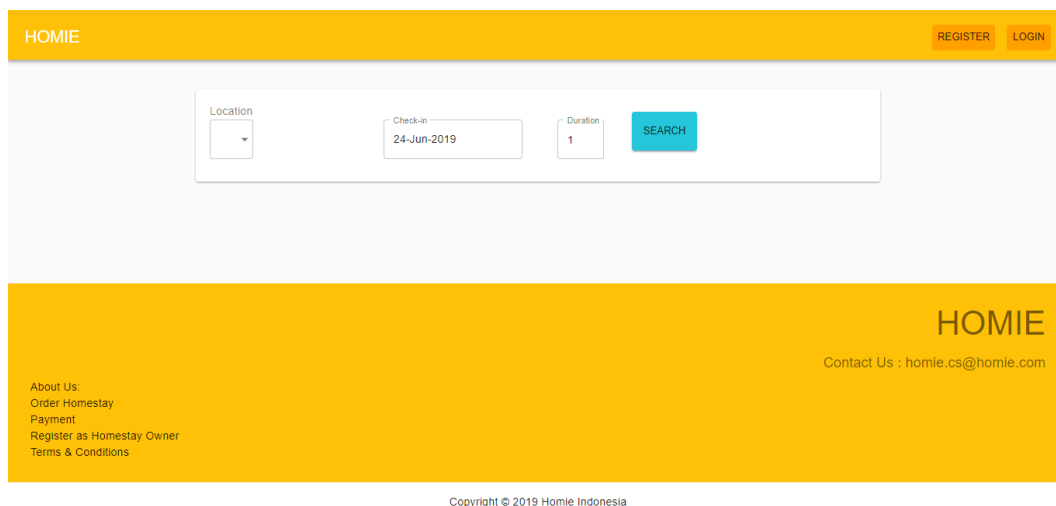 HOMIE
REGISTER LOGIN
Location
Check-in
24-Jun-2019
Duration
1
SEARCH
HOMIE
Contact Us : homie.cs@homie.com
About Us:
Order Homestay
Payment
Register as Homestay Owner
Terms & Conditions
Copyright © 2019 Homie Indonesia